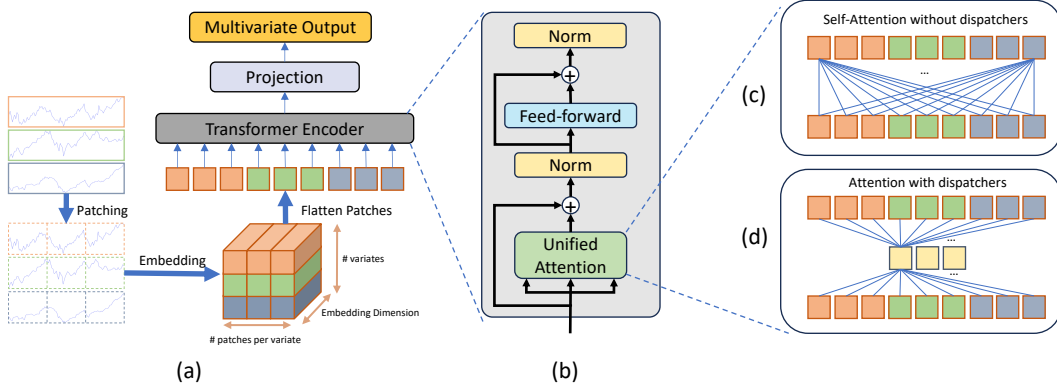 Multivariate Output
Projection
Transformer Encoder
Patching
Flatten Patches
Embedding
# variates
Embedding Dimension
# patches per variate
(a)
Norm
+
Feed-forward
Norm
+
Unified
Attention
(b)
Self-Attention without dispatchers
...
(c)
Attention with dispatchers
(d)
...
...